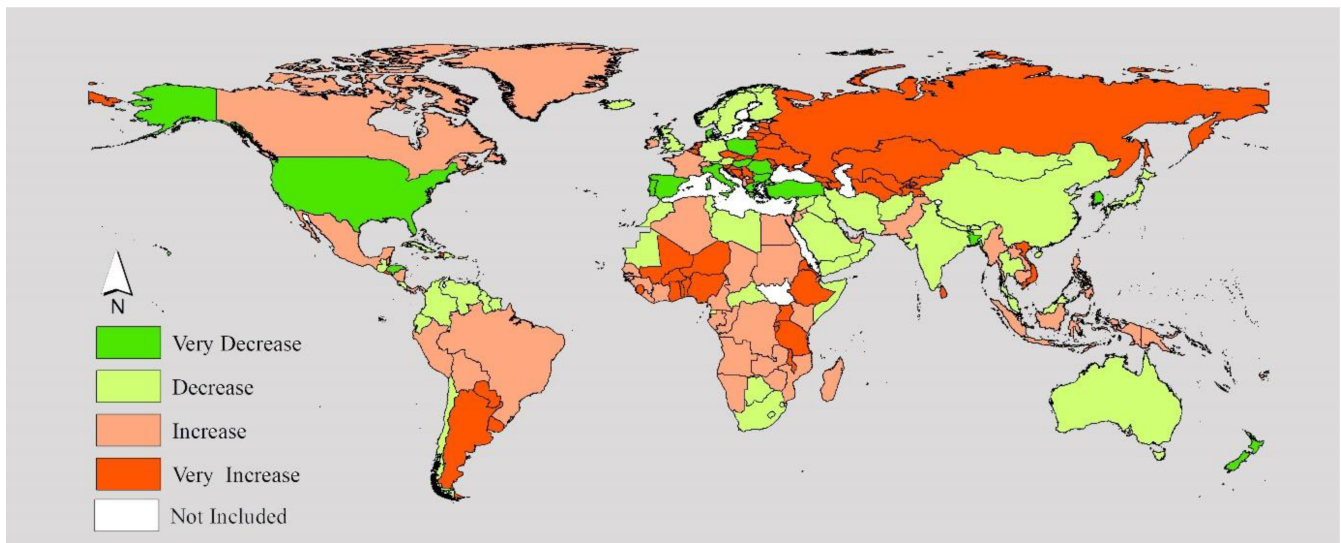 N
Very Decrease
Decrease
Increase
Very Increase
Not Included